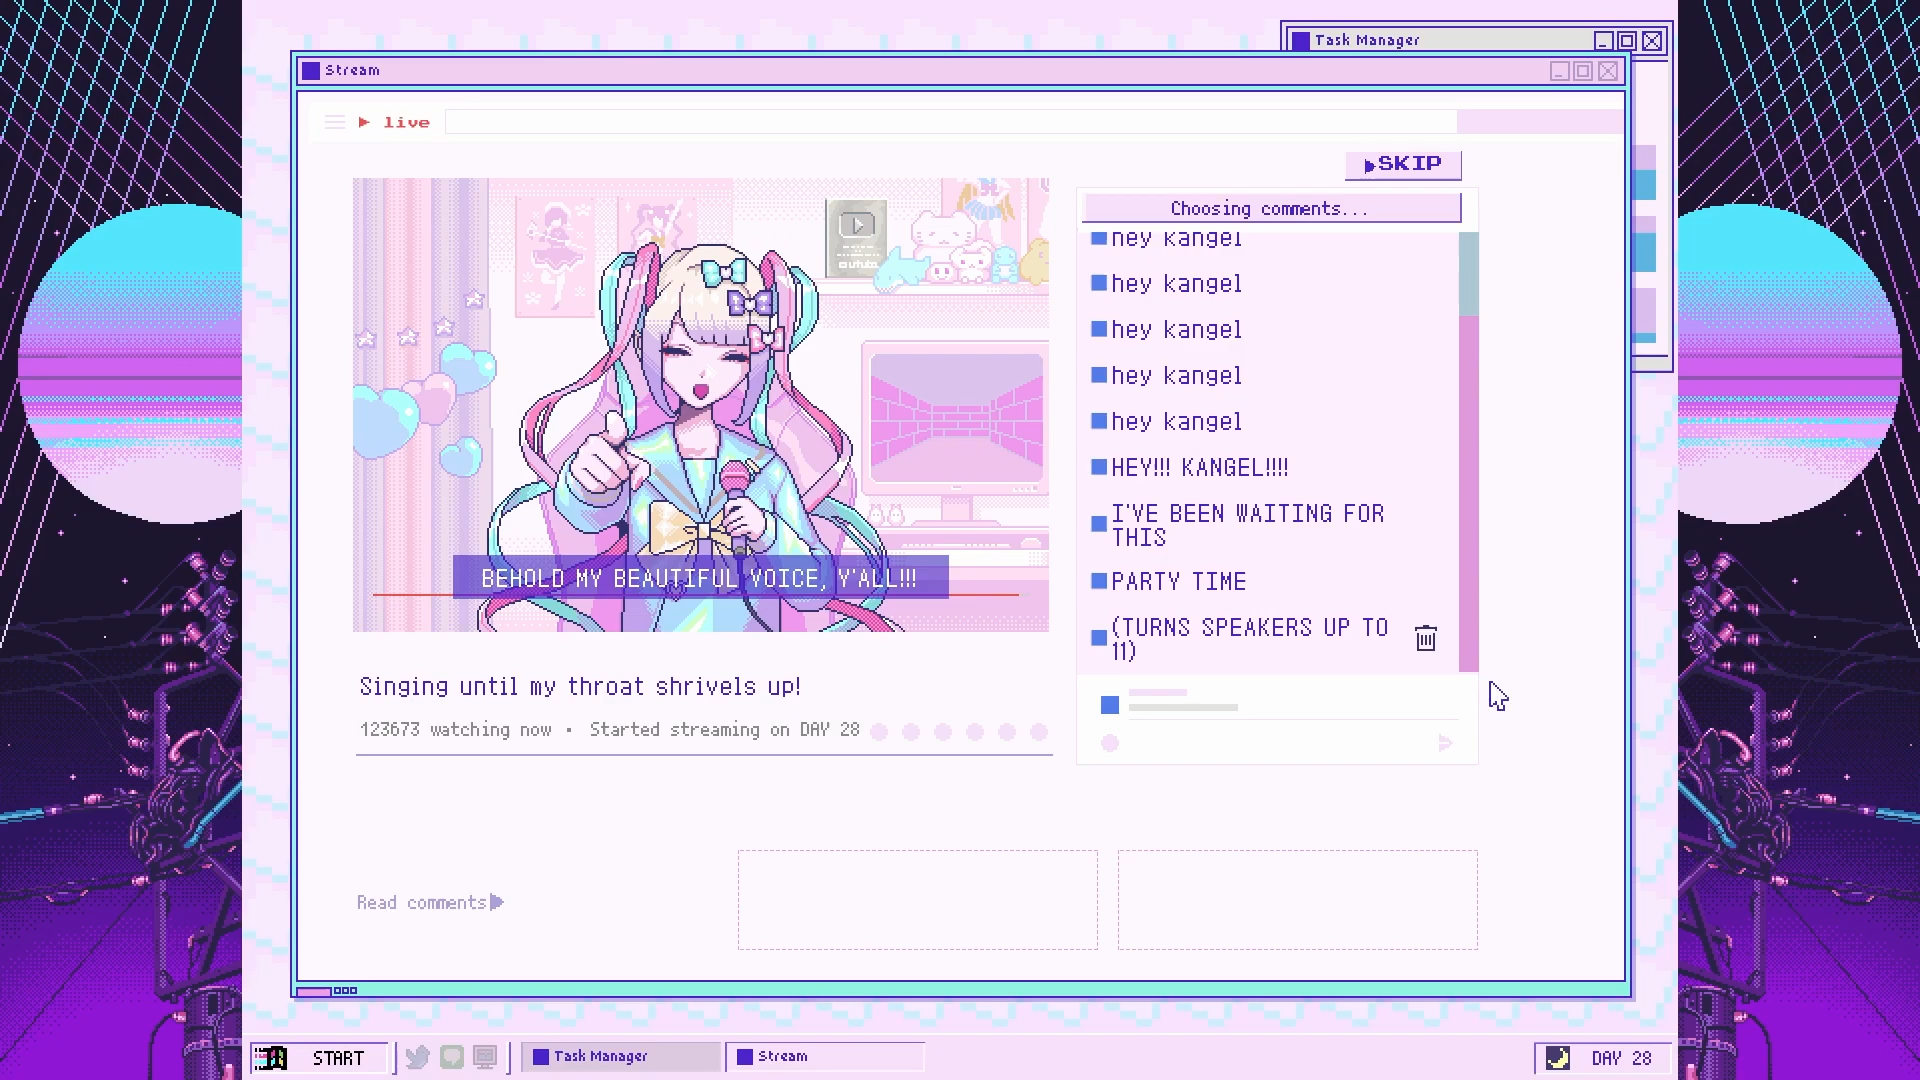 Task Manager
Stream
live
SKIP
Choosing comments...
hey kangel
hey kangel
hey kangel
hey kangel
hey kangel
HEY!!! KANGEL!!!!
I'VE BEEN WAITING FOR
THIS
PARTY TIME
(TURNS SPEAKERS UP TO
11)
BEHOLD MY BEAUTIFUL VOICE, Y'ALL!!!
Singing until my throat shrivels up!
123673 watching now • Started streaming on DAY 28
Read comments
START
Task Manager
Stream
DAY 28